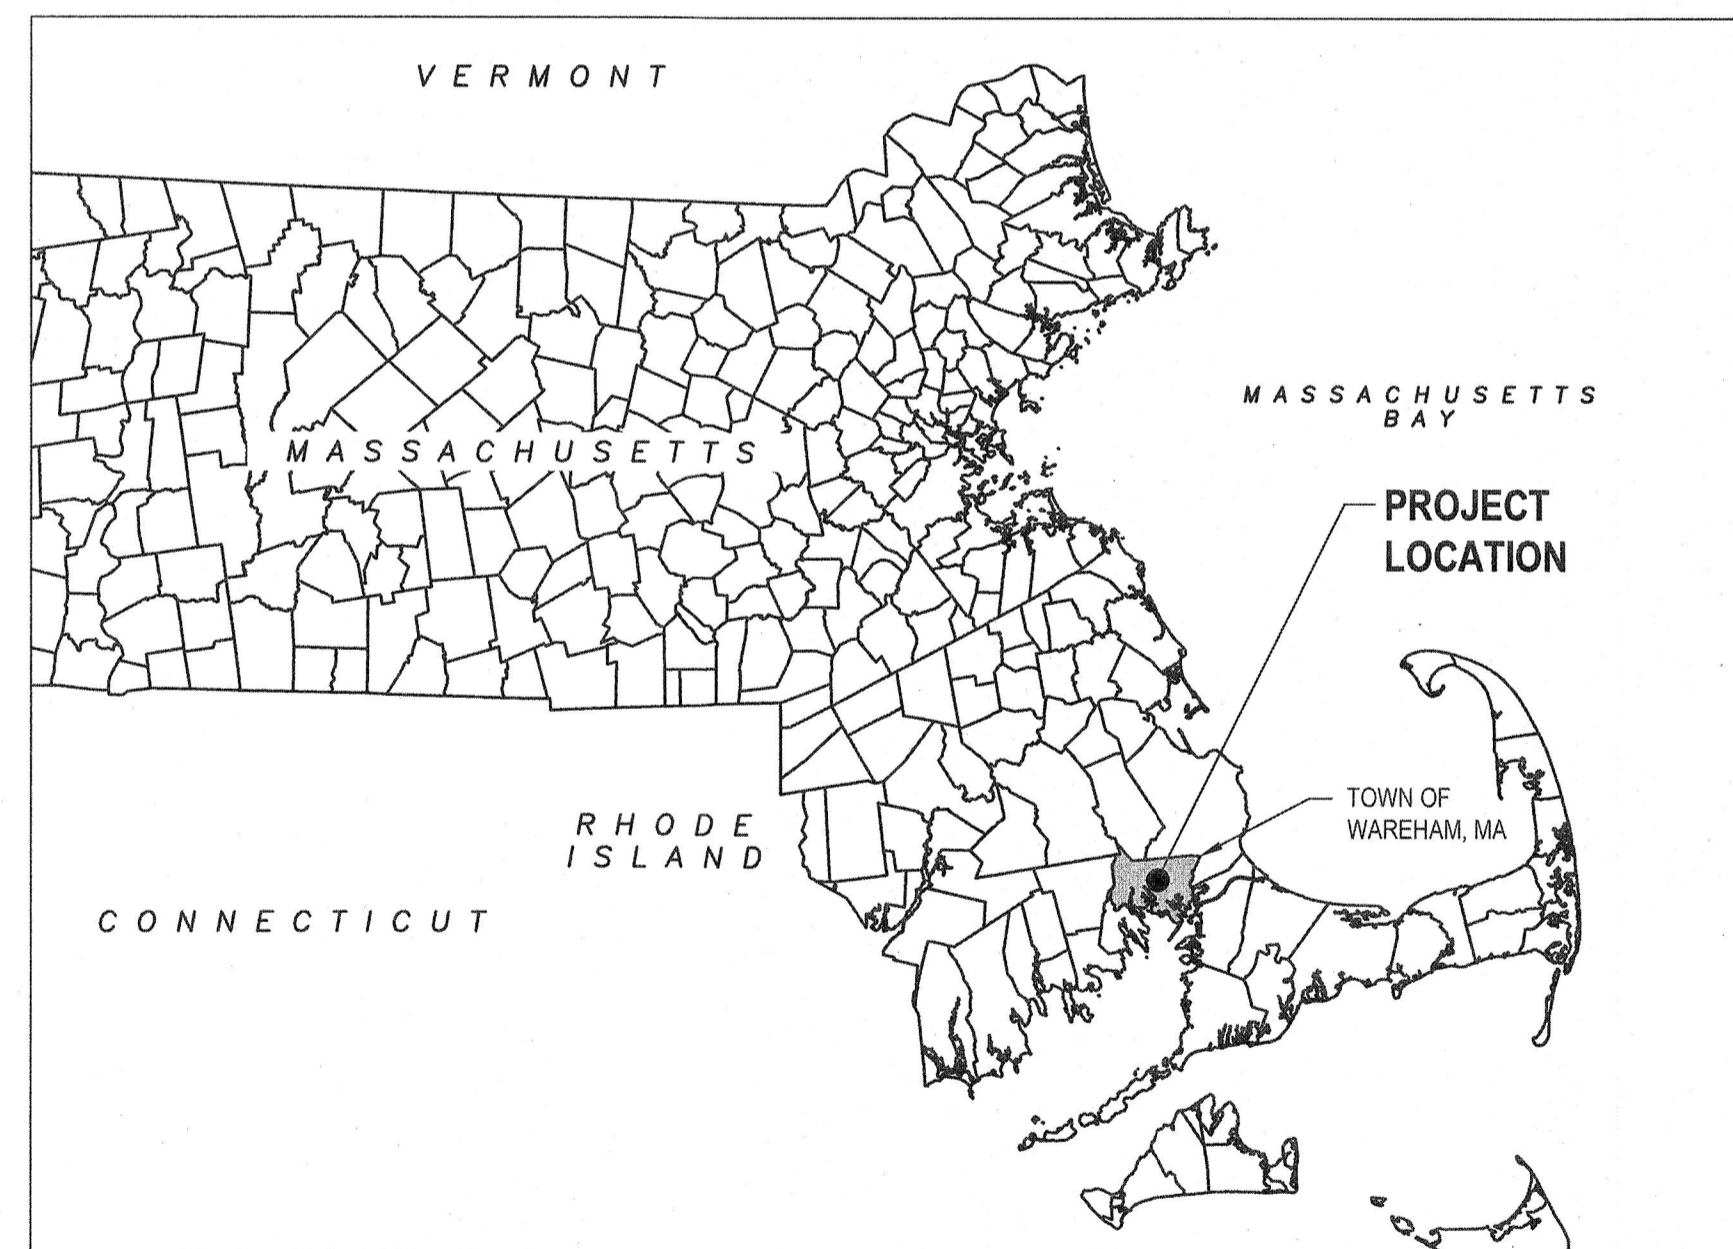 VERMONT
MASSACHUSETTS
BAY
MASSACHUSETTS
PROJECT
LOCATION
TOWN OF
WAREHAM, MA
RHODE
ISLAND
CONNECTICUT